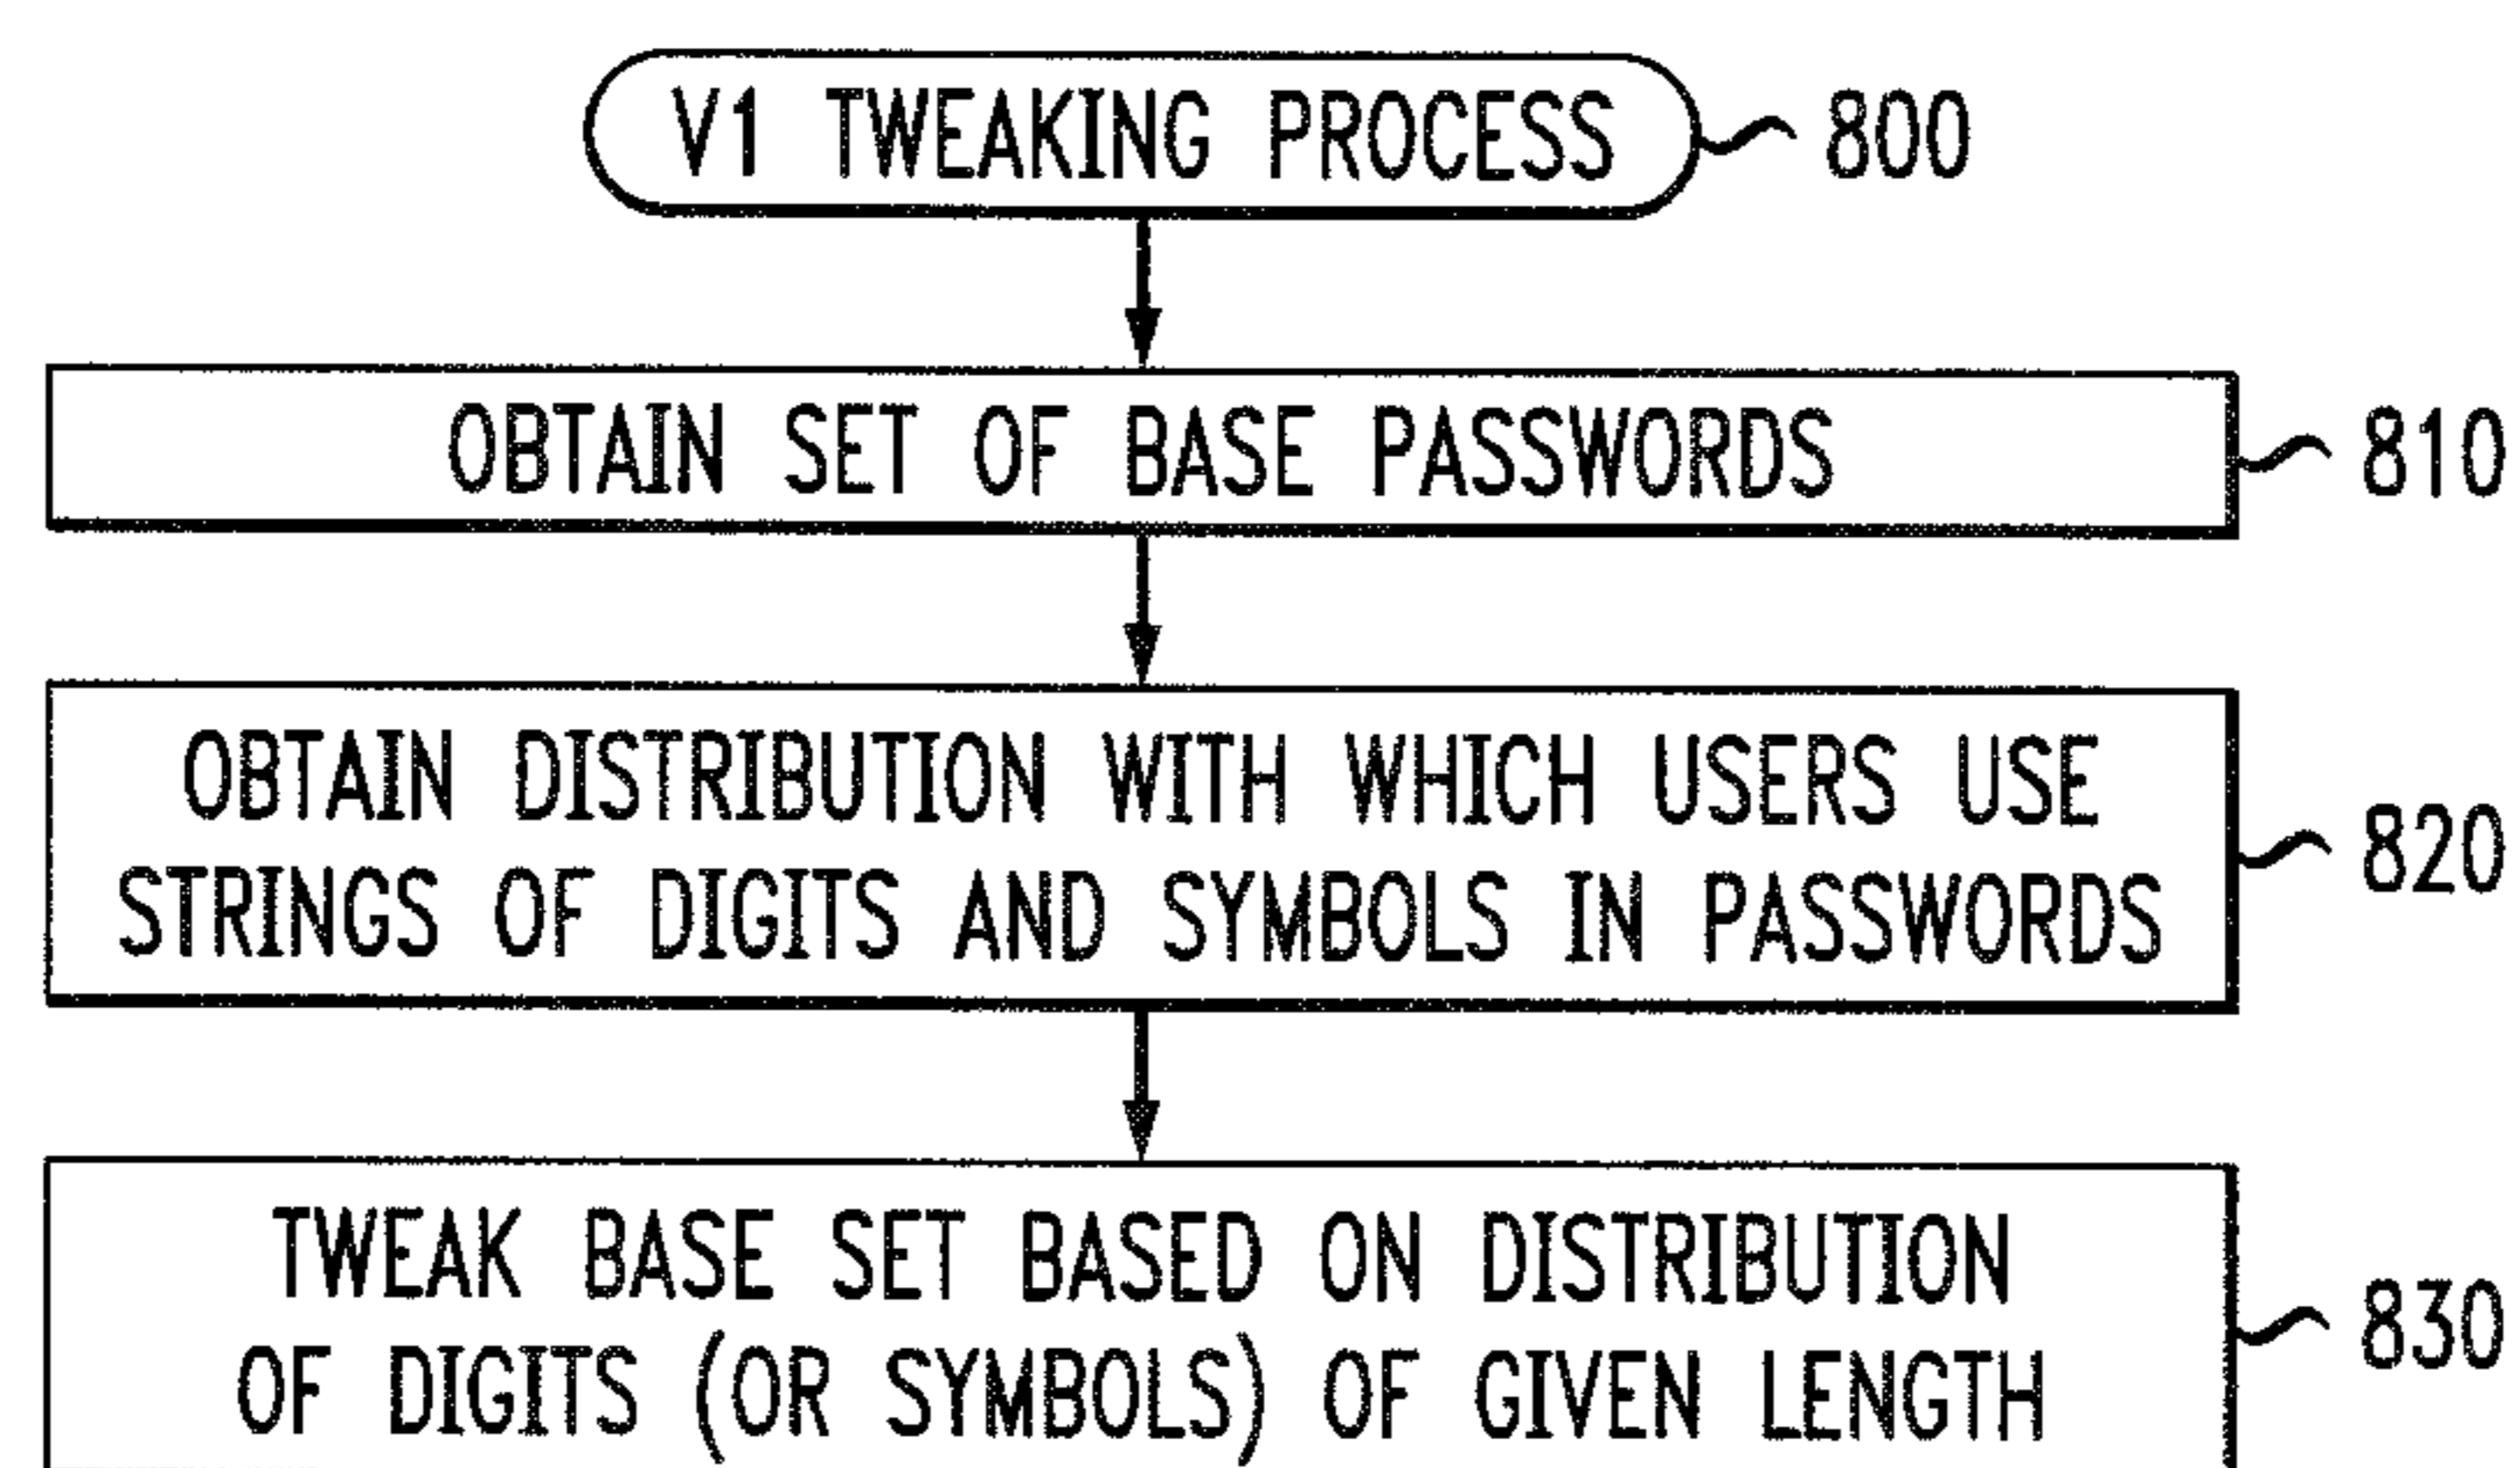 V1 TWEAKING PROCESS 800
OBTAIN SET OF BASE PASSWORDS 810
OBTAIN DISTRIBUTION WITH WHICH USERS USE
STRINGS OF DIGITS AND SYMBOLS IN PASSWORDS
820
TWEAK BASE SET BASED ON DISTRIBUTION
OF DIGITS (OR SYMBOLS) OF GIVEN LENGTH
830